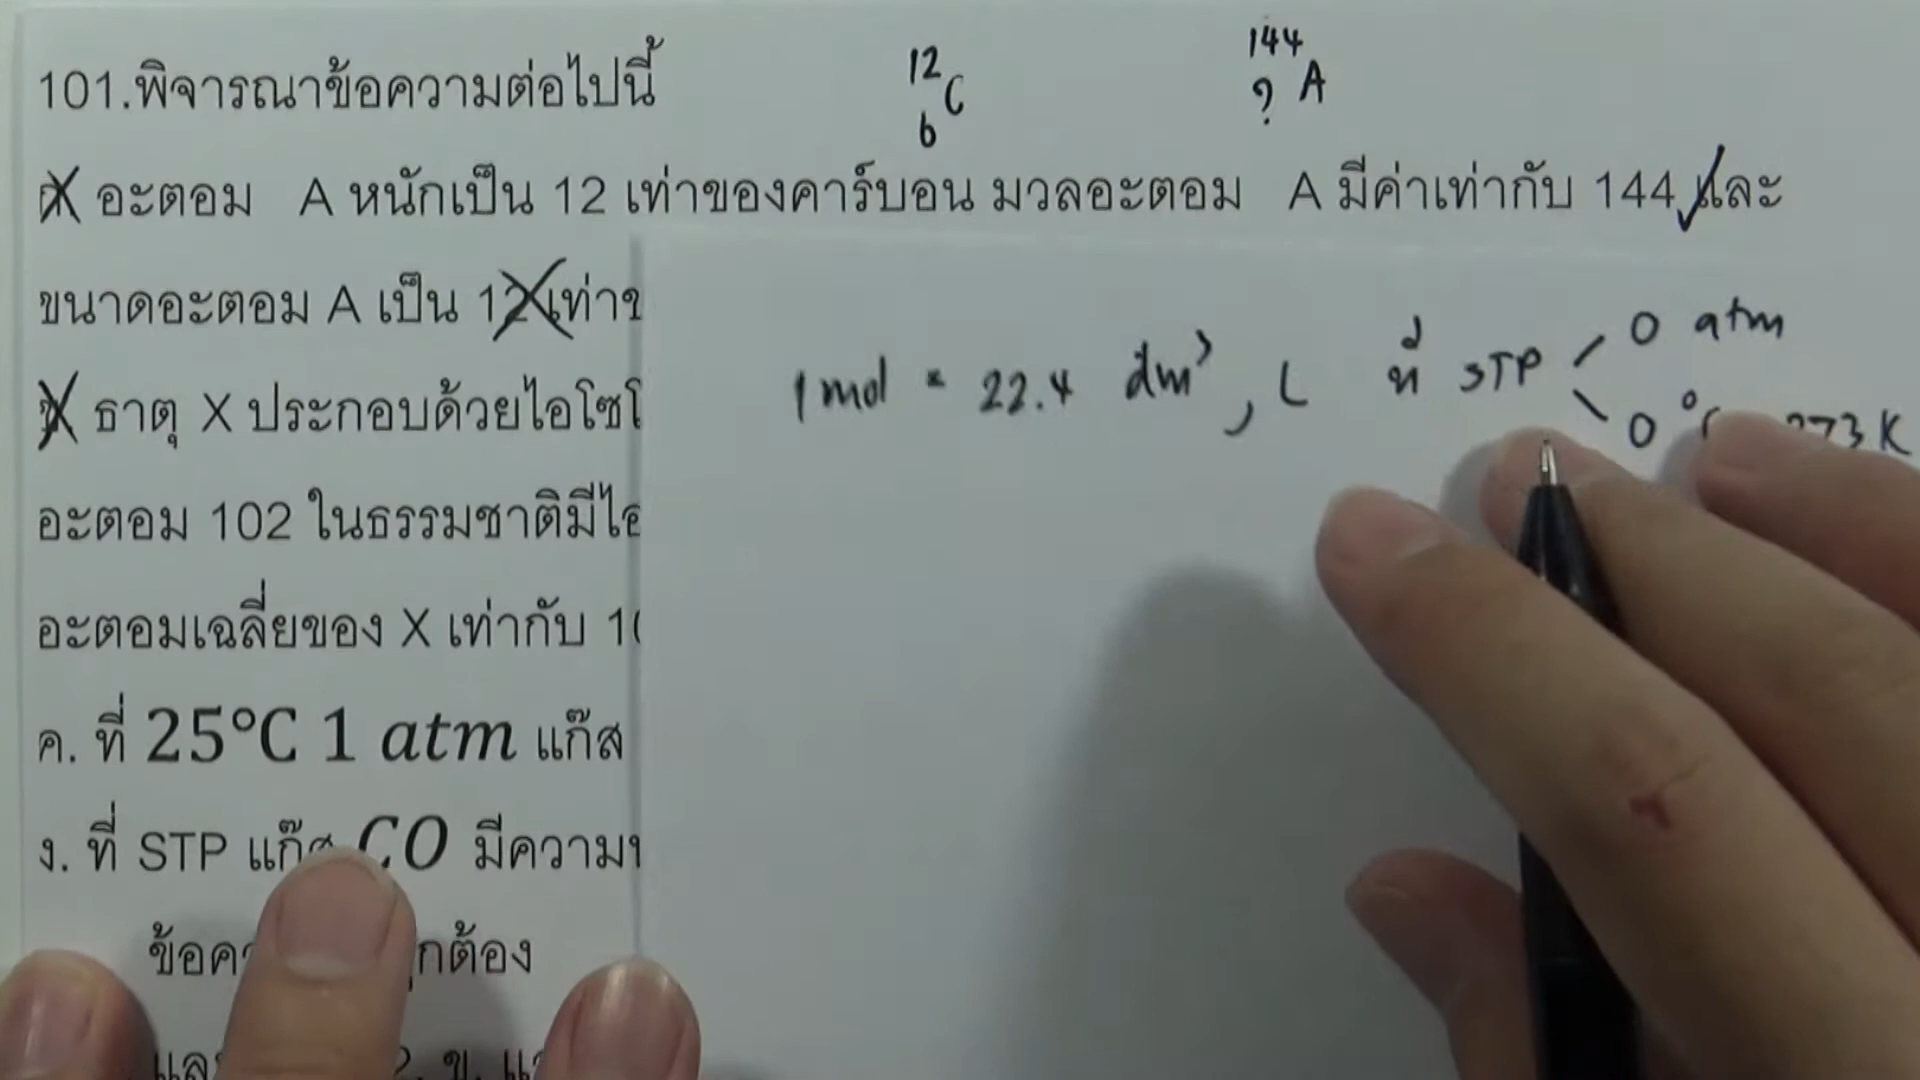 101.พิจารณาข้อความต่อไปนี้
12
6 C
144
? A
อะตอม A หนักเป็น 12 เท่าของคาร์บอน มวลอะตอม A มีค่าเท่ากับ 144 และ
ขนาดอะตอม A เป็น 12 เท่า
ธาตุ X ประกอบด้วยไอโซโ
อะตอม 102 ในธรรมชาติมีไอ
อะตอมเฉลี่ยของ X เท่ากับ 10
ค. ที่ 25°C 1 atm แก๊ส
ง. ที่ STP แก๊ส CO มีความ
กต้อง
2. ข. แ
1 mol = 22.4 dm³, L ที่ STP
0 atm
0 °C 273 K